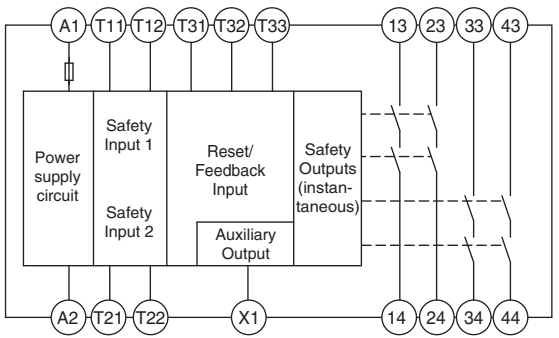 A1 T11 T12 T31 T32 T33 13 23 33 43
Power
supply
circuit
Safety
Input 1
Safety
Input 2
Reset/
Feedback
Input
Auxiliary
Output
Safety
Outputs
(instan-
taneous)
A2 T21 T22 X1 14 24 34 44